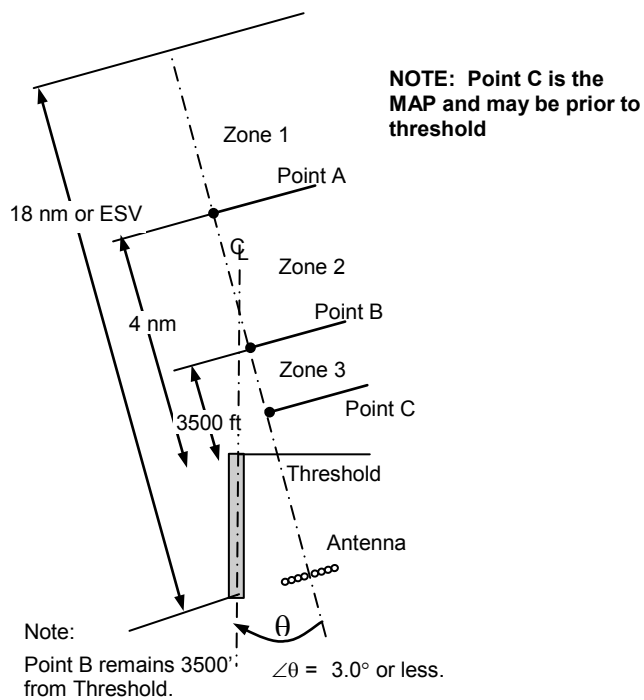 NOTE: Point C is the
MAP and may be prior to
threshold
Zone 1
Point A
18 nm or ESV
℄
Zone 2
4 nm
Point B
Zone 3
Point C
3500 ft
Threshold
Antenna
θ
Note:
Point B remains 3500'
from Threshold.
∠θ = 3.0° or less.